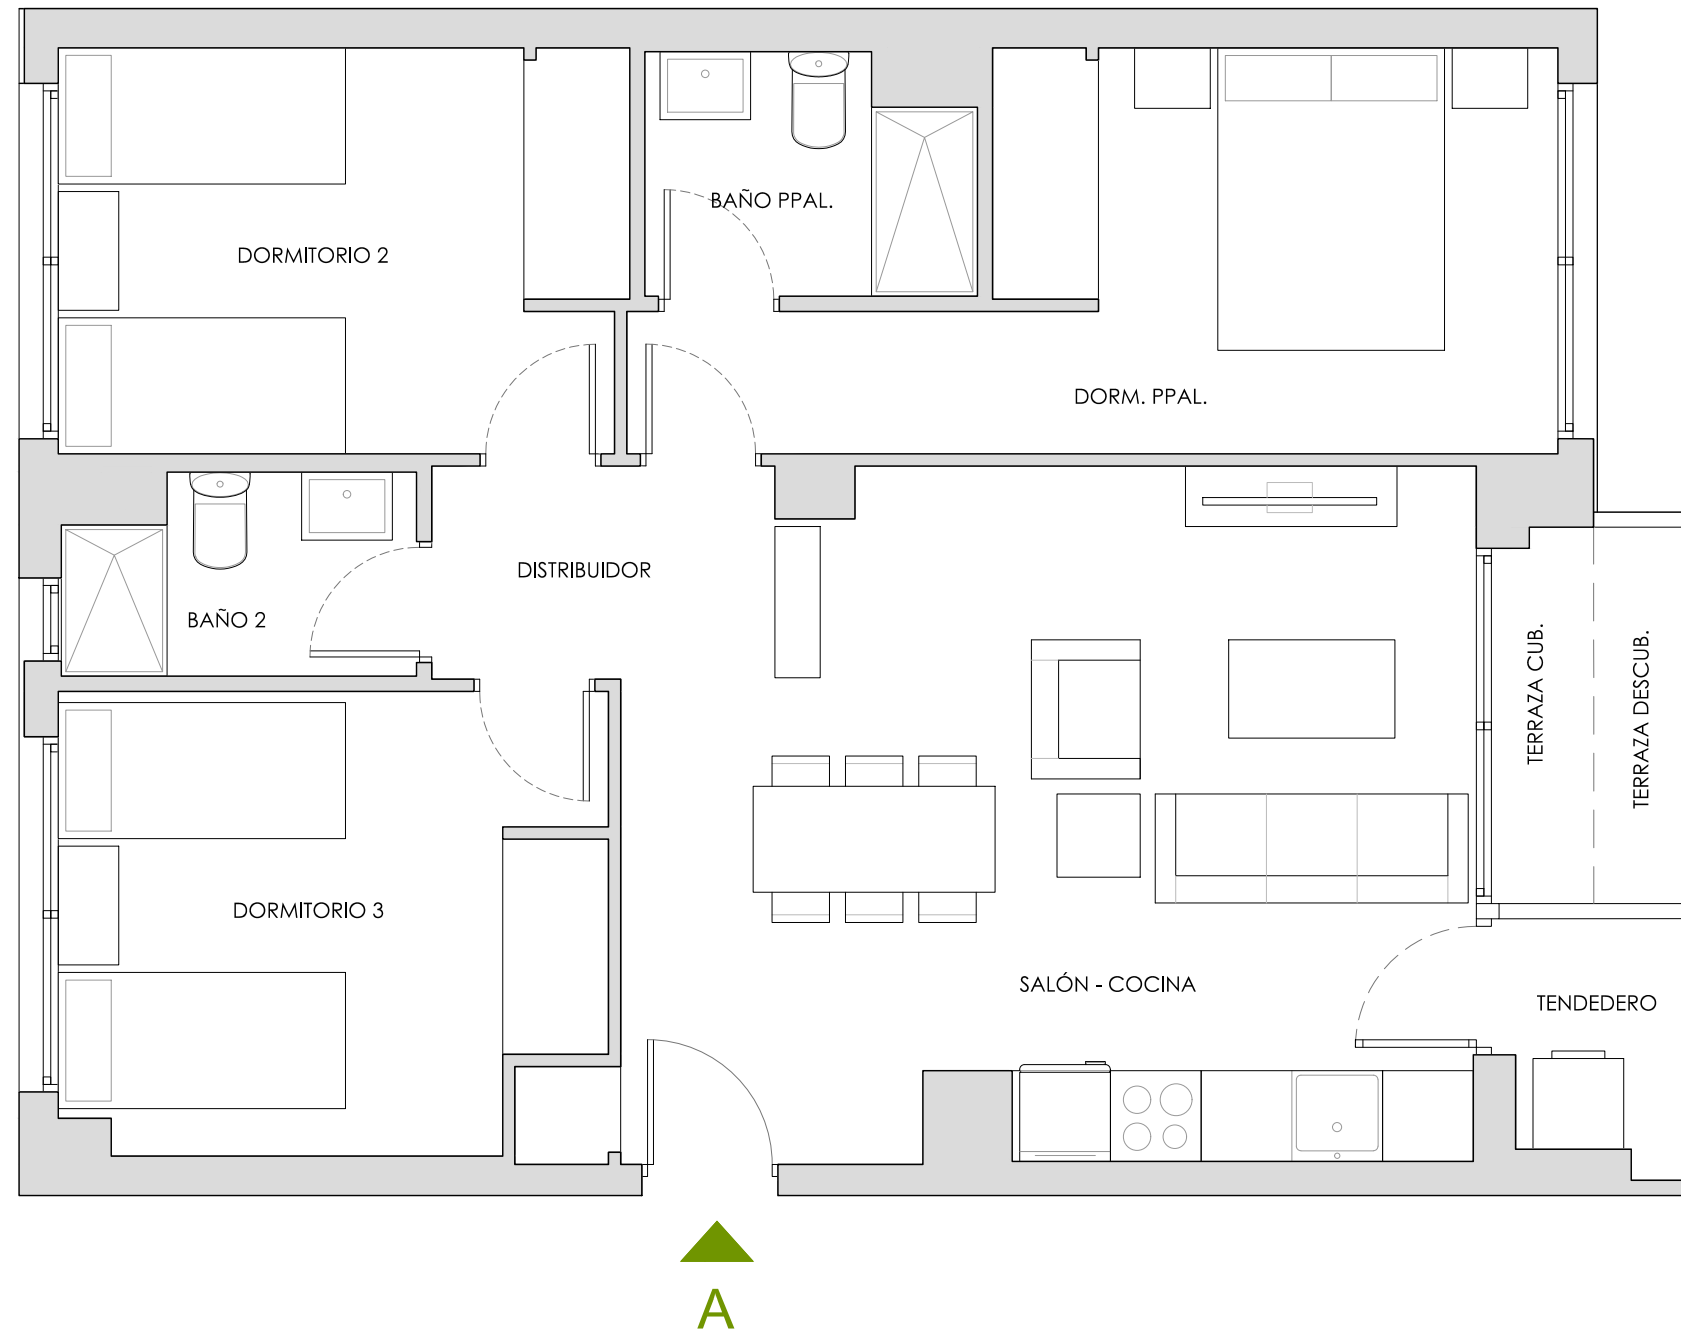 BAÑO PPAL.
DORMITORIO 2
DORM. PPAL.
DISTRIBUIDOR
BAÑO 2
TERRAZA CUB.
TERRAZA DESCUB.
DORMITORIO 3
SALÓN - COCINA
TENDEDERO
A